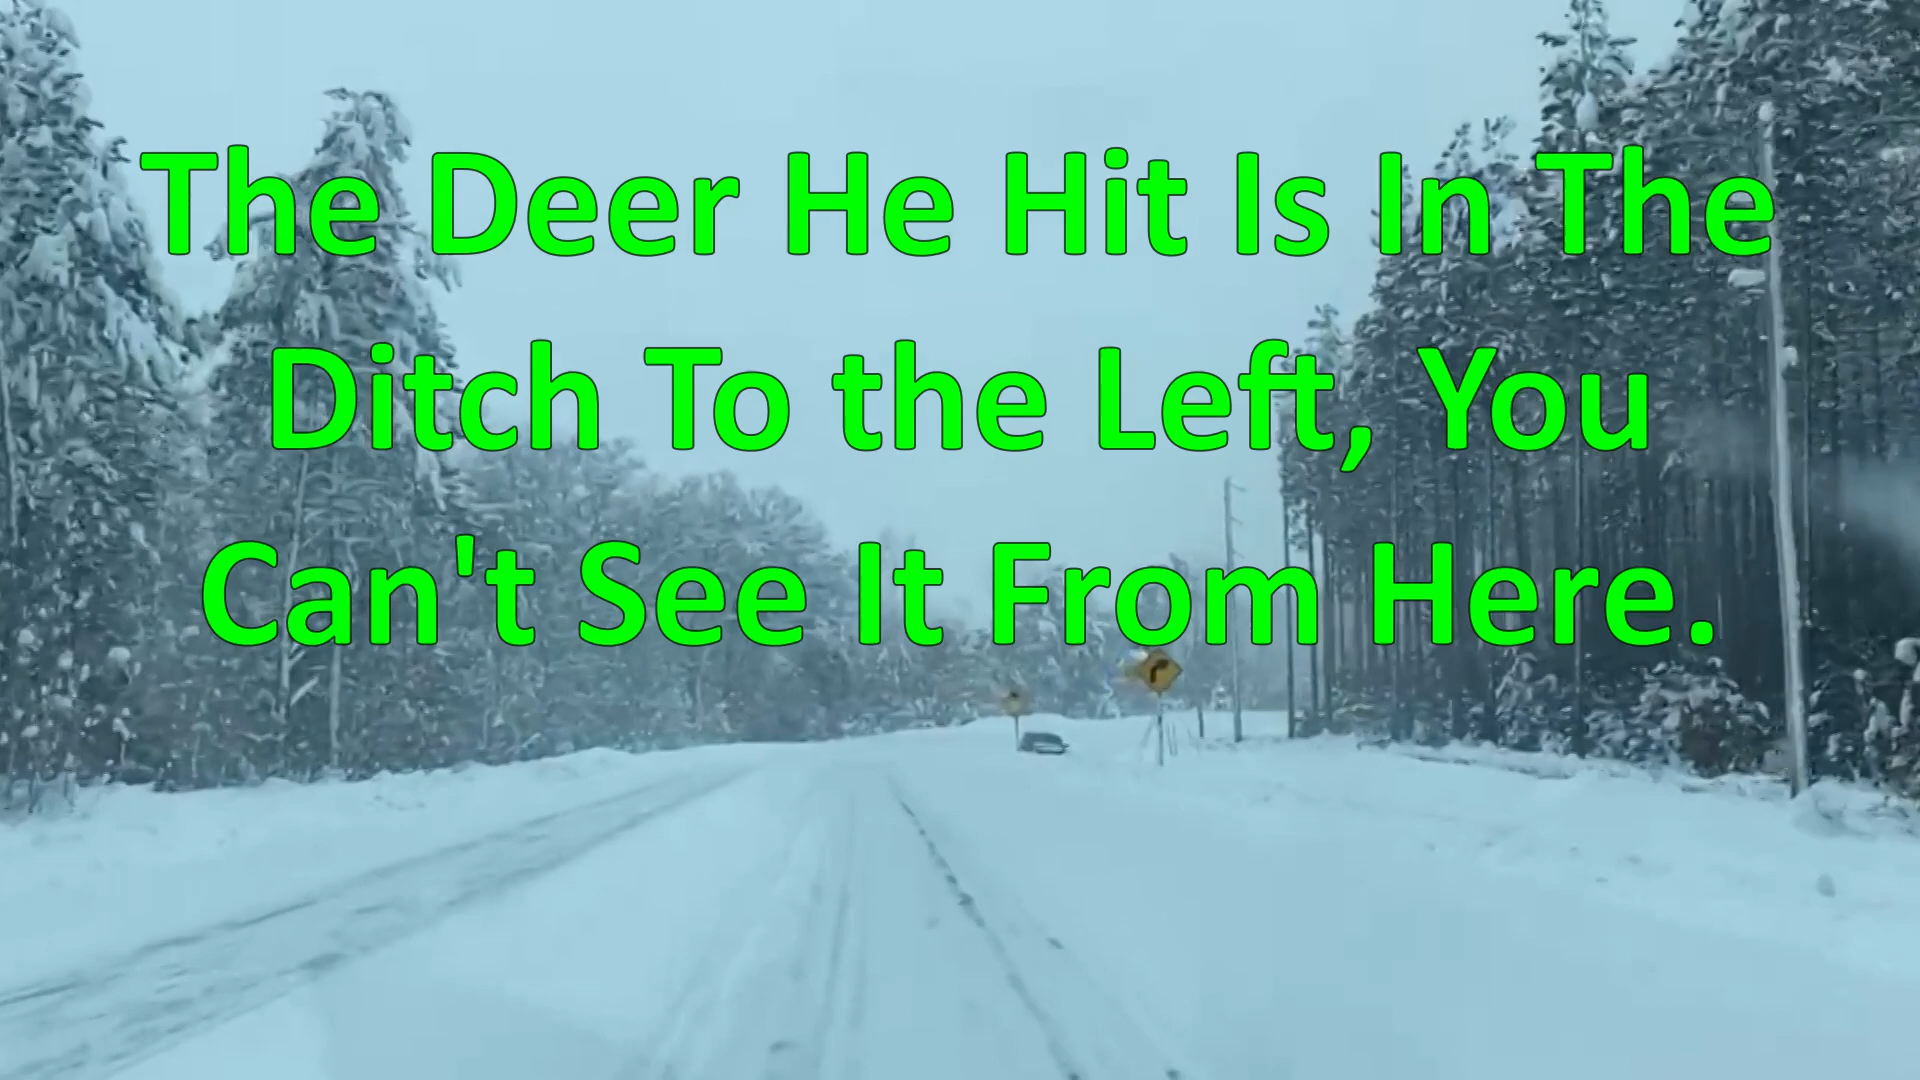 The Deer He Hit Is In The
Ditch To the Left, You
Can't See It From Here.